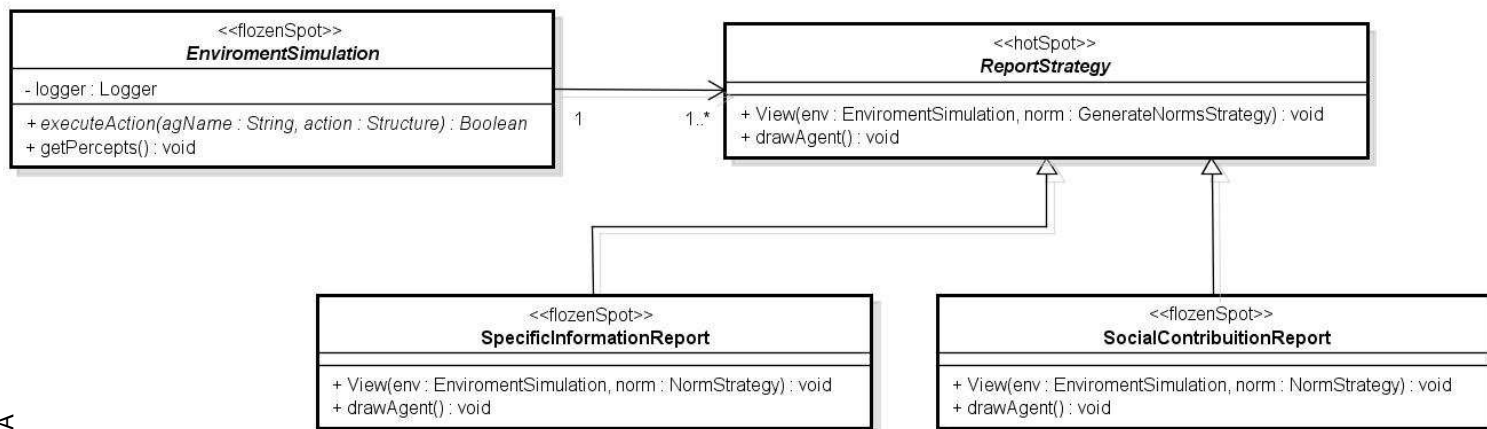 <<flozenSpot>>
EnviromentSimulation
- logger : Logger
+ executeAction(agName : String, action : Structure) : Boolean
+ getPercepts() : void
1
1..*
<<hotSpot>>
ReportStrategy
+ View(env : EnviromentSimulation, norm : GenerateNormsStrategy) : void
+ drawAgent() : void
<<flozenSpot>>
SpecificInformationReport
+ View(env : EnviromentSimulation, norm : NormStrategy) : void
+ drawAgent() : void
<<flozenSpot>>
SocialContribuitionReport
+ View(env : EnviromentSimulation, norm : NormStrategy) : void
+ drawAgent() : void
A